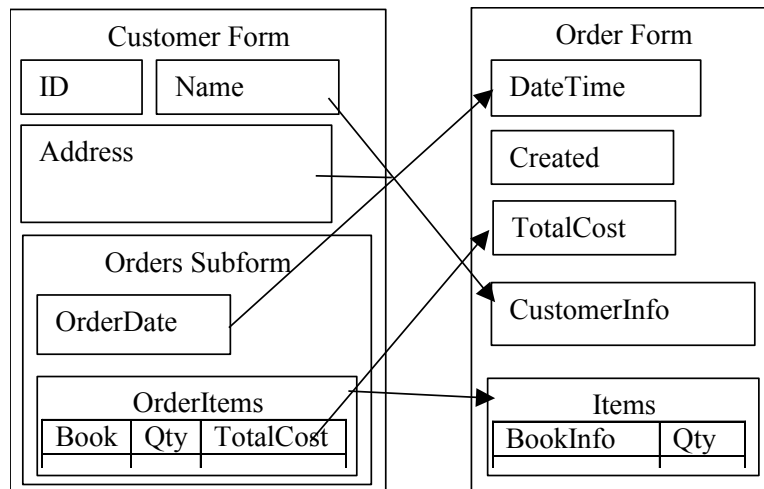 Customer Form
ID Name
Address
Orders Subform
OrderDate
OrderItems
Book Qty TotalCost
Order Form
DateTime
Created
TotalCost
CustomerInfo
Items
BookInfo Qty